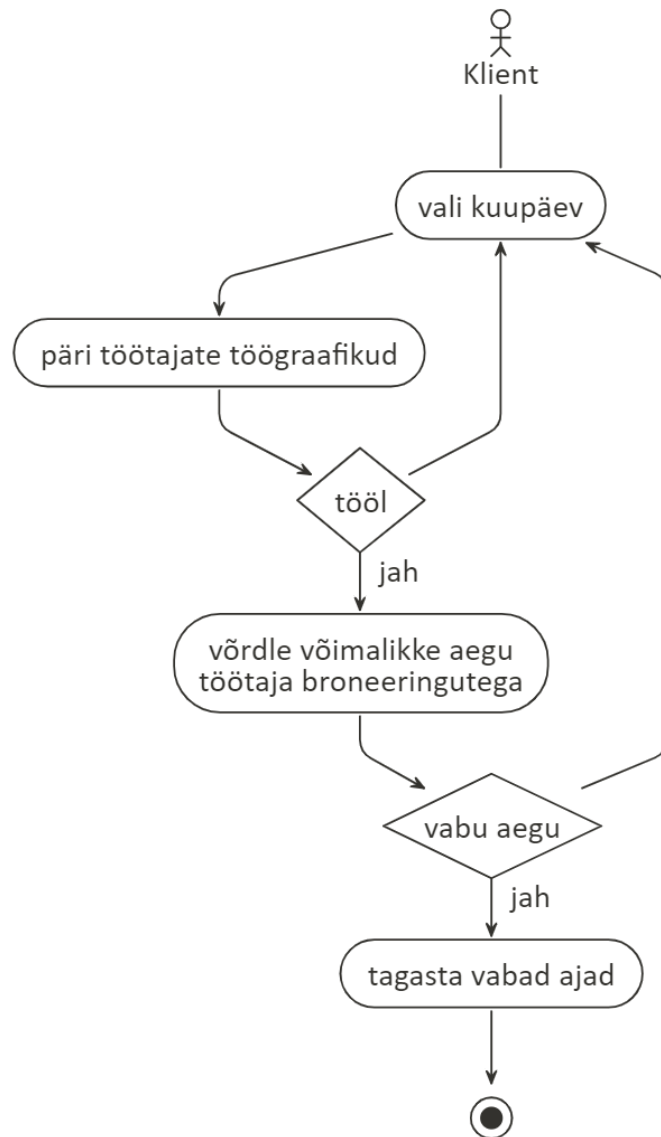 Klient
vali kuupäev
päri töötajate töögraafikud
tööl
jah
võrdle võimalikke aegu
töötaja broneeringutega
vabu aegu
jah
tagasta vabad ajad